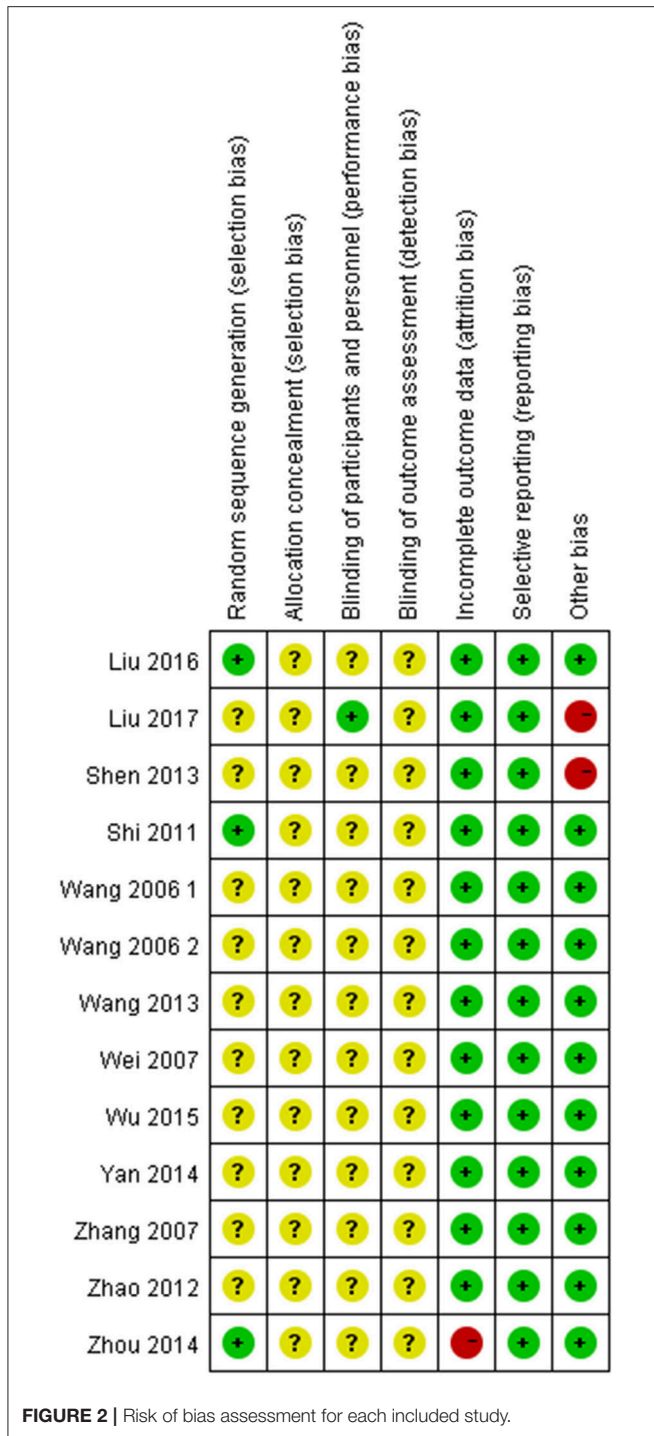 Random sequence generation (selection bias)
Allocation concealment (selection bias)
Blinding of participants and personnel (performance bias)
Blinding of outcome assessment (detection bias)
Incomplete outcome data (attrition bias)
Selective reporting (reporting bias)
Other bias
Liu 2016 + ? ? ? + + +
Liu 2017 ? ? + ? + + -
Shen 2013 ? ? ? ? + + -
Shi 2011 + ? ? ? + + +
Wang 2006 1 ? ? ? ? + + +
Wang 2006 2 ? ? ? ? + + +
Wang 2013 ? ? ? ? + + +
Wei 2007 ? ? ? ? + + +
Wu 2015 ? ? ? ? + + +
Yan 2014 ? ? ? ? + + +
Zhang 2007 ? ? ? ? + + +
Zhao 2012 ? ? ? ? + + +
Zhou 2014 + ? ? ? - + +
FIGURE 2 | Risk of bias assessment for each included study.